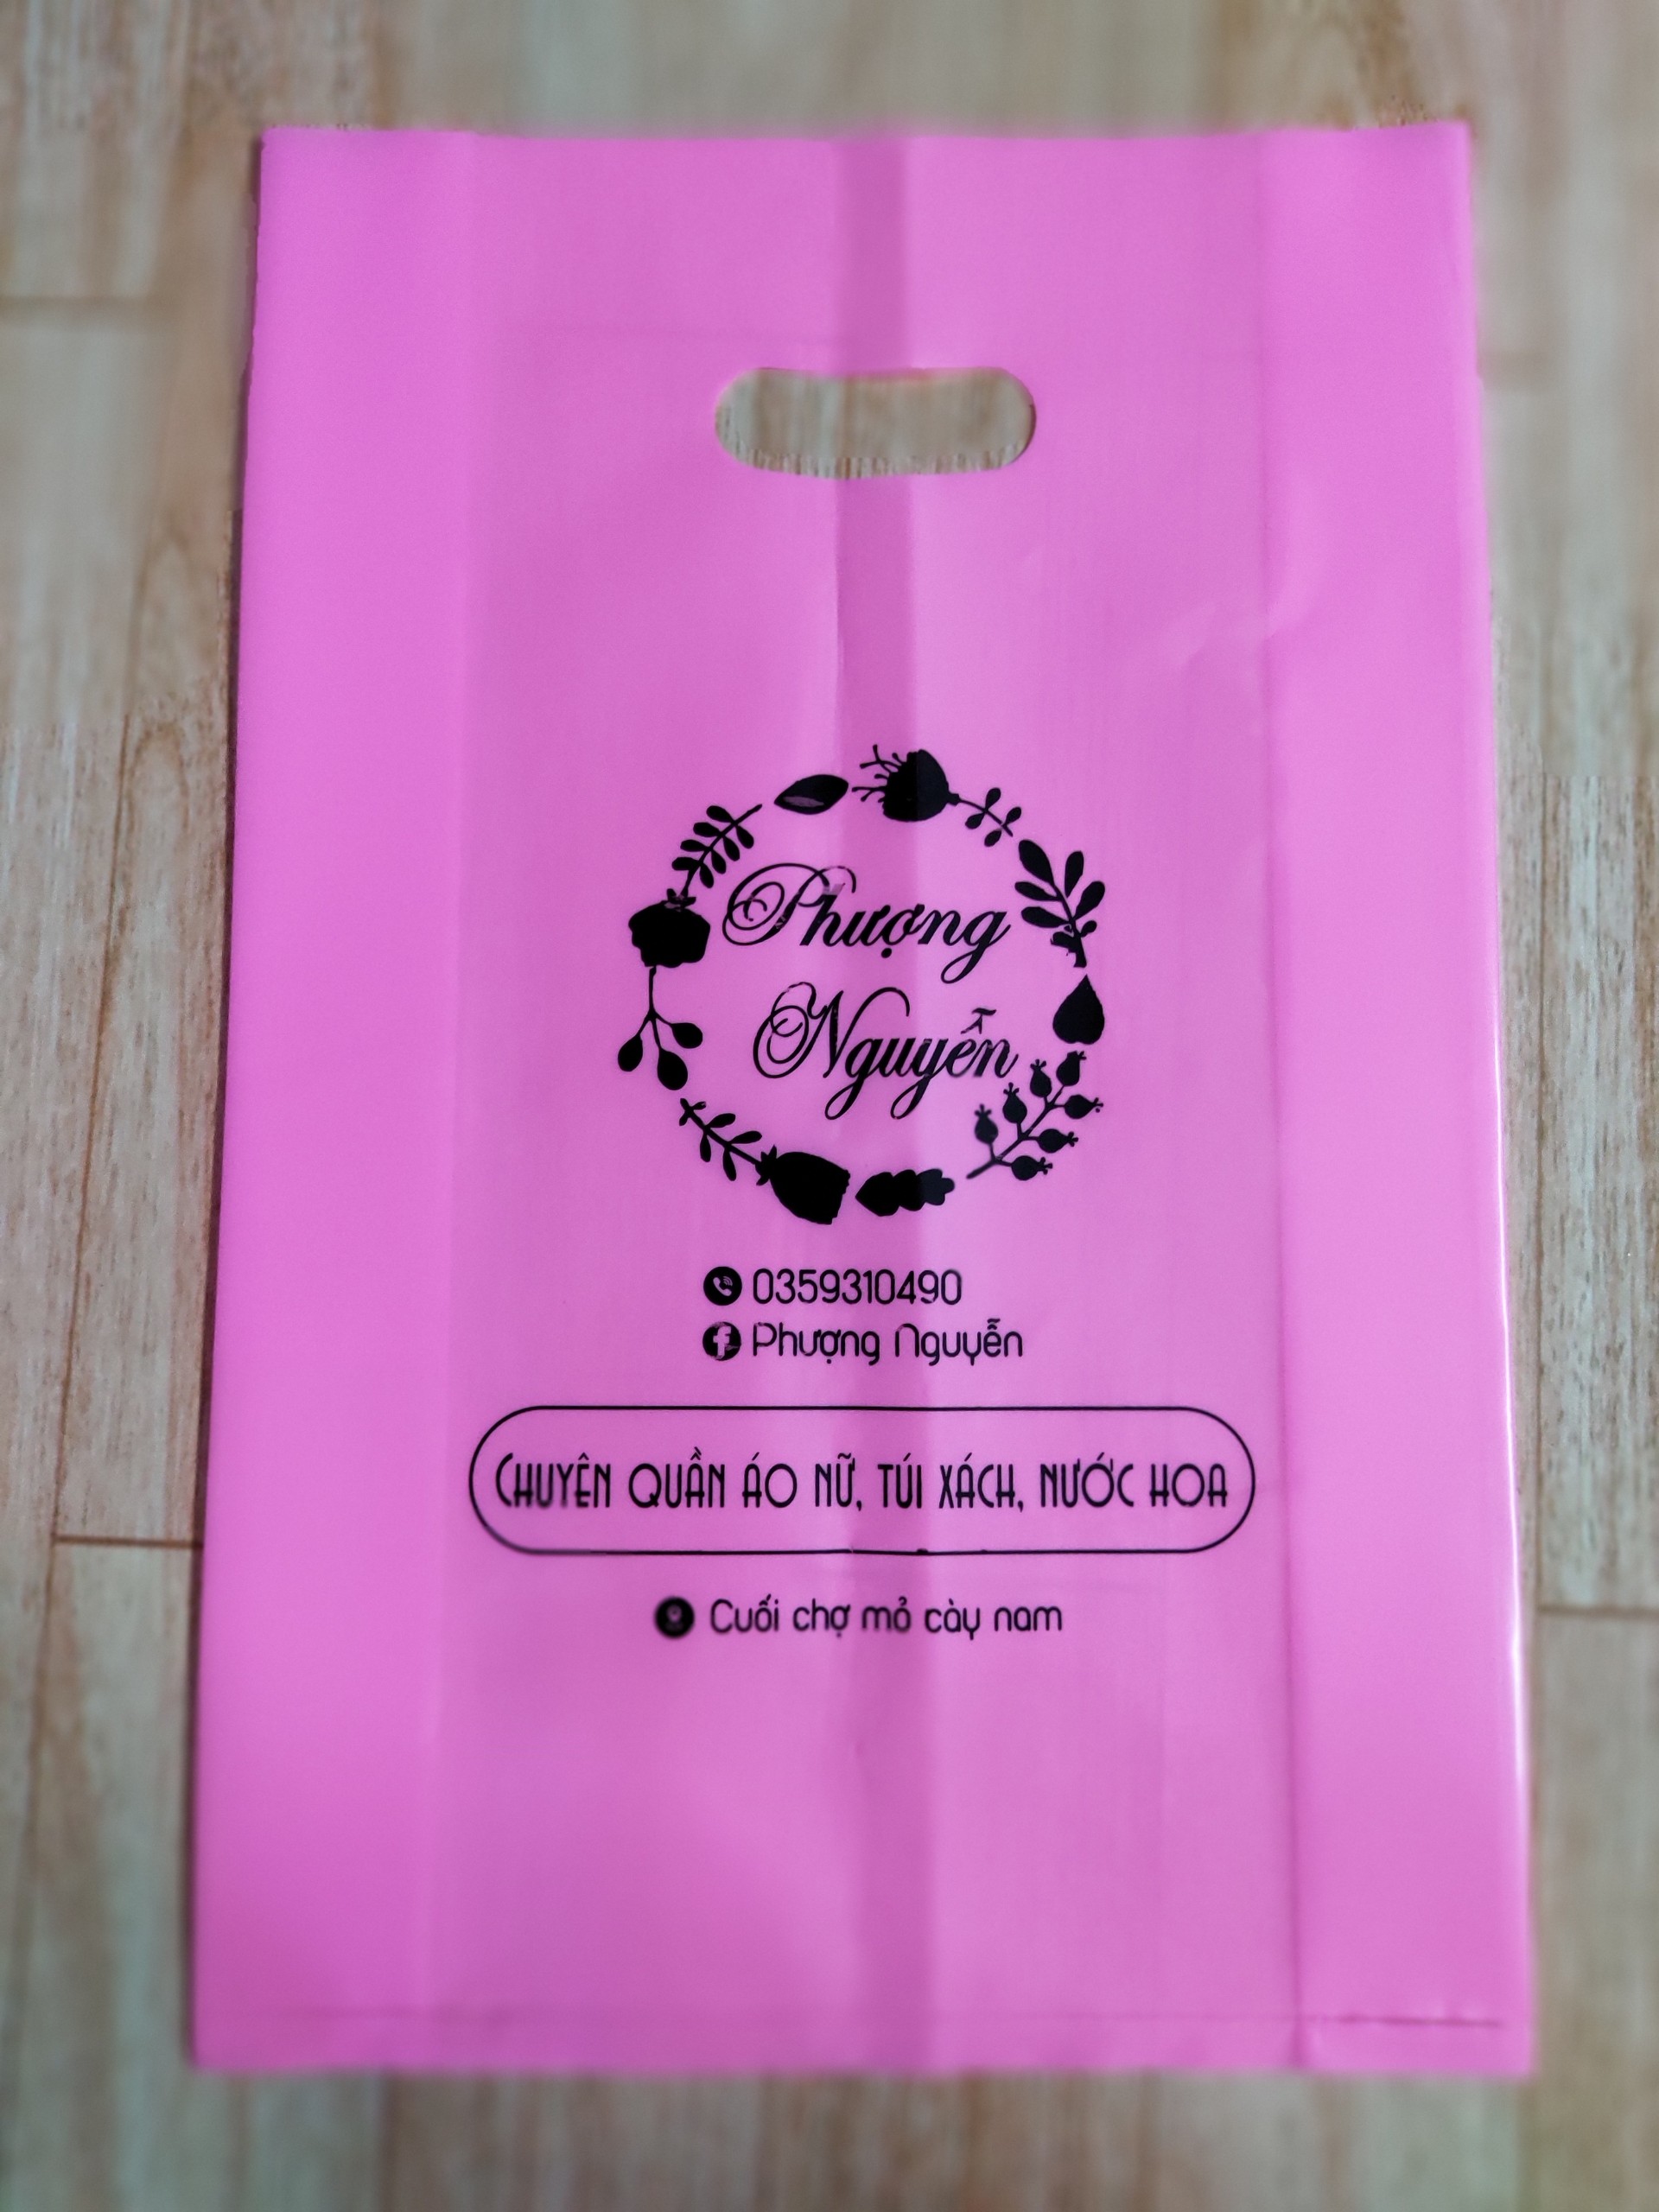 Phượng
Nguyễn
0359310490
Phượng Nguyễn
CHUYÊN QUẦN ÁO NỮ, TÚI XÁCH, NƯỚC HOA
Cuối chợ mỏ cày nam